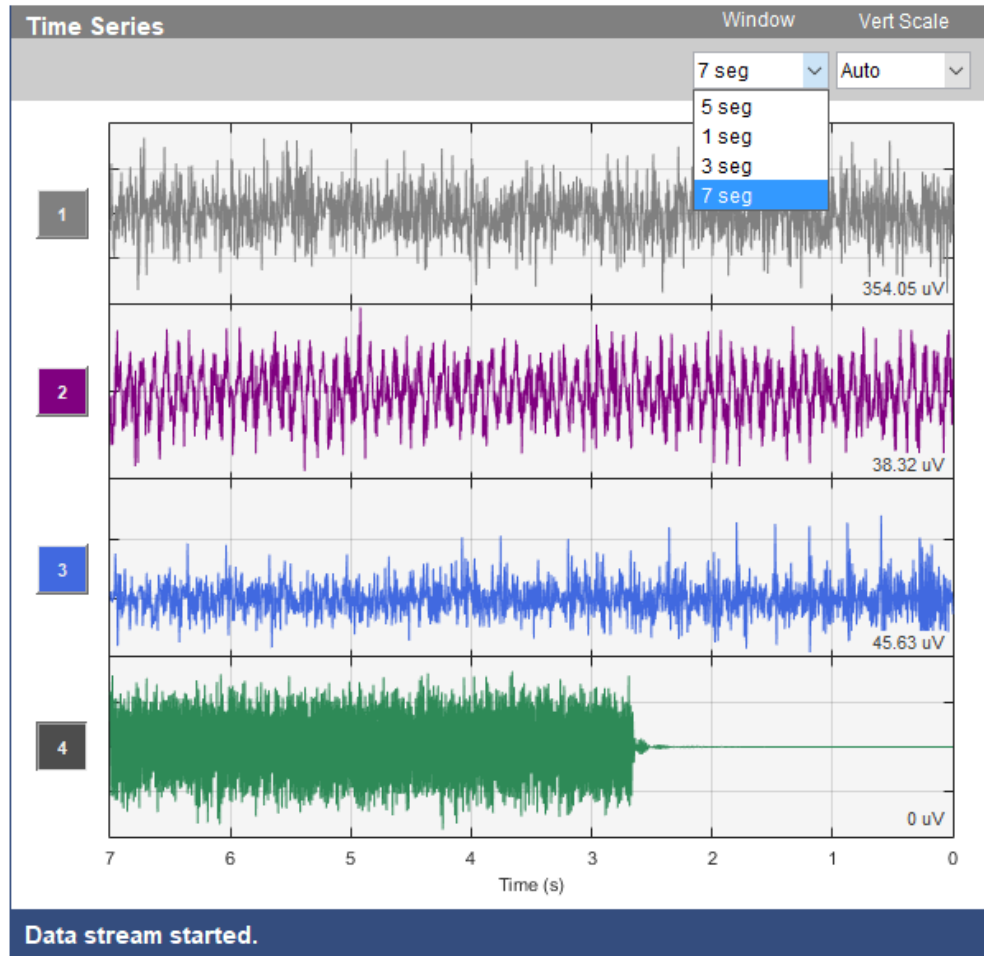 Time Series
Window
Vert Scale
7 seg
Auto
5 seg
1 seg
3 seg
7 seg
1
354.05 uV
2
38.32 uV
3
45.63 uV
4
0 uV
7 6 5 4 3 2 1 0
Time (s)
Data stream started.